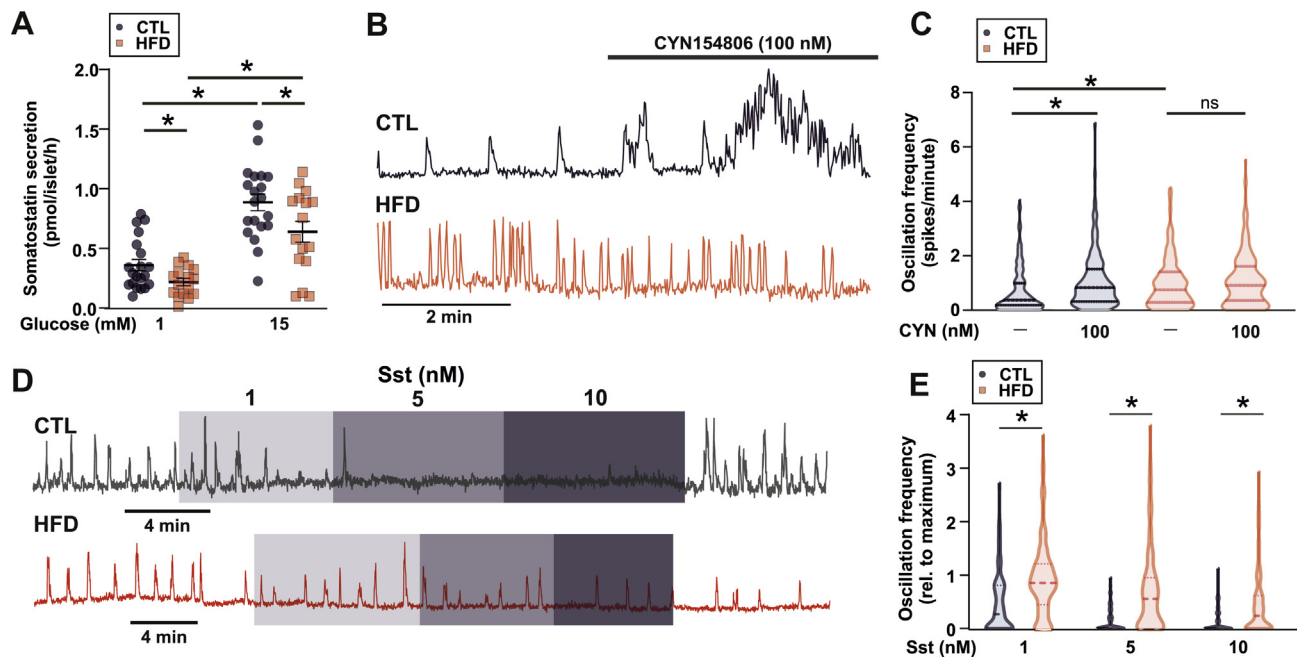 A
CTL
HFD
Somatostatin secretion
(pmol/islet/h)
2.0
1.5
1.0
0.5
0.0
*
*
*
*
Glucose (mM)
1
15
B
CYN154806 (100 nM)
CTL
HFD
2 min
C
CTL
HFD
Oscillation frequency
(spikes/minute)
8
6
4
2
0
*
*
ns
CYN (nM)
—
100
—
100
D
Sst (nM)
1
5
10
CTL
4 min
HFD
4 min
E
CTL
HFD
Oscillation frequency
(rel. to maximum)
4
3
2
1
0
*
*
*
Sst (nM)
1
5
10